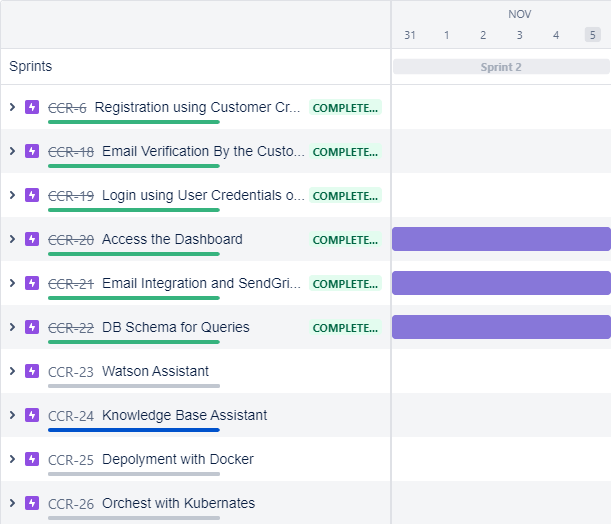 NOV
31 1 2 3 4 5
Sprints
Sprint 2
CCR-6 Registration using Customer Cr... COMPLETE...
CCR-18 Email Verification By the Custo... COMPLETE...
CCR-19 Login using User Credentials o... COMPLETE...
CCR-20 Access the Dashboard COMPLETE...
CCR-21 Email Integration and SendGri... COMPLETE...
CCR-22 DB Schema for Queries COMPLETE...
CCR-23 Watson Assistant
CCR-24 Knowledge Base Assistant
CCR-25 Depolyment with Docker
CCR-26 Orchest with Kubernates